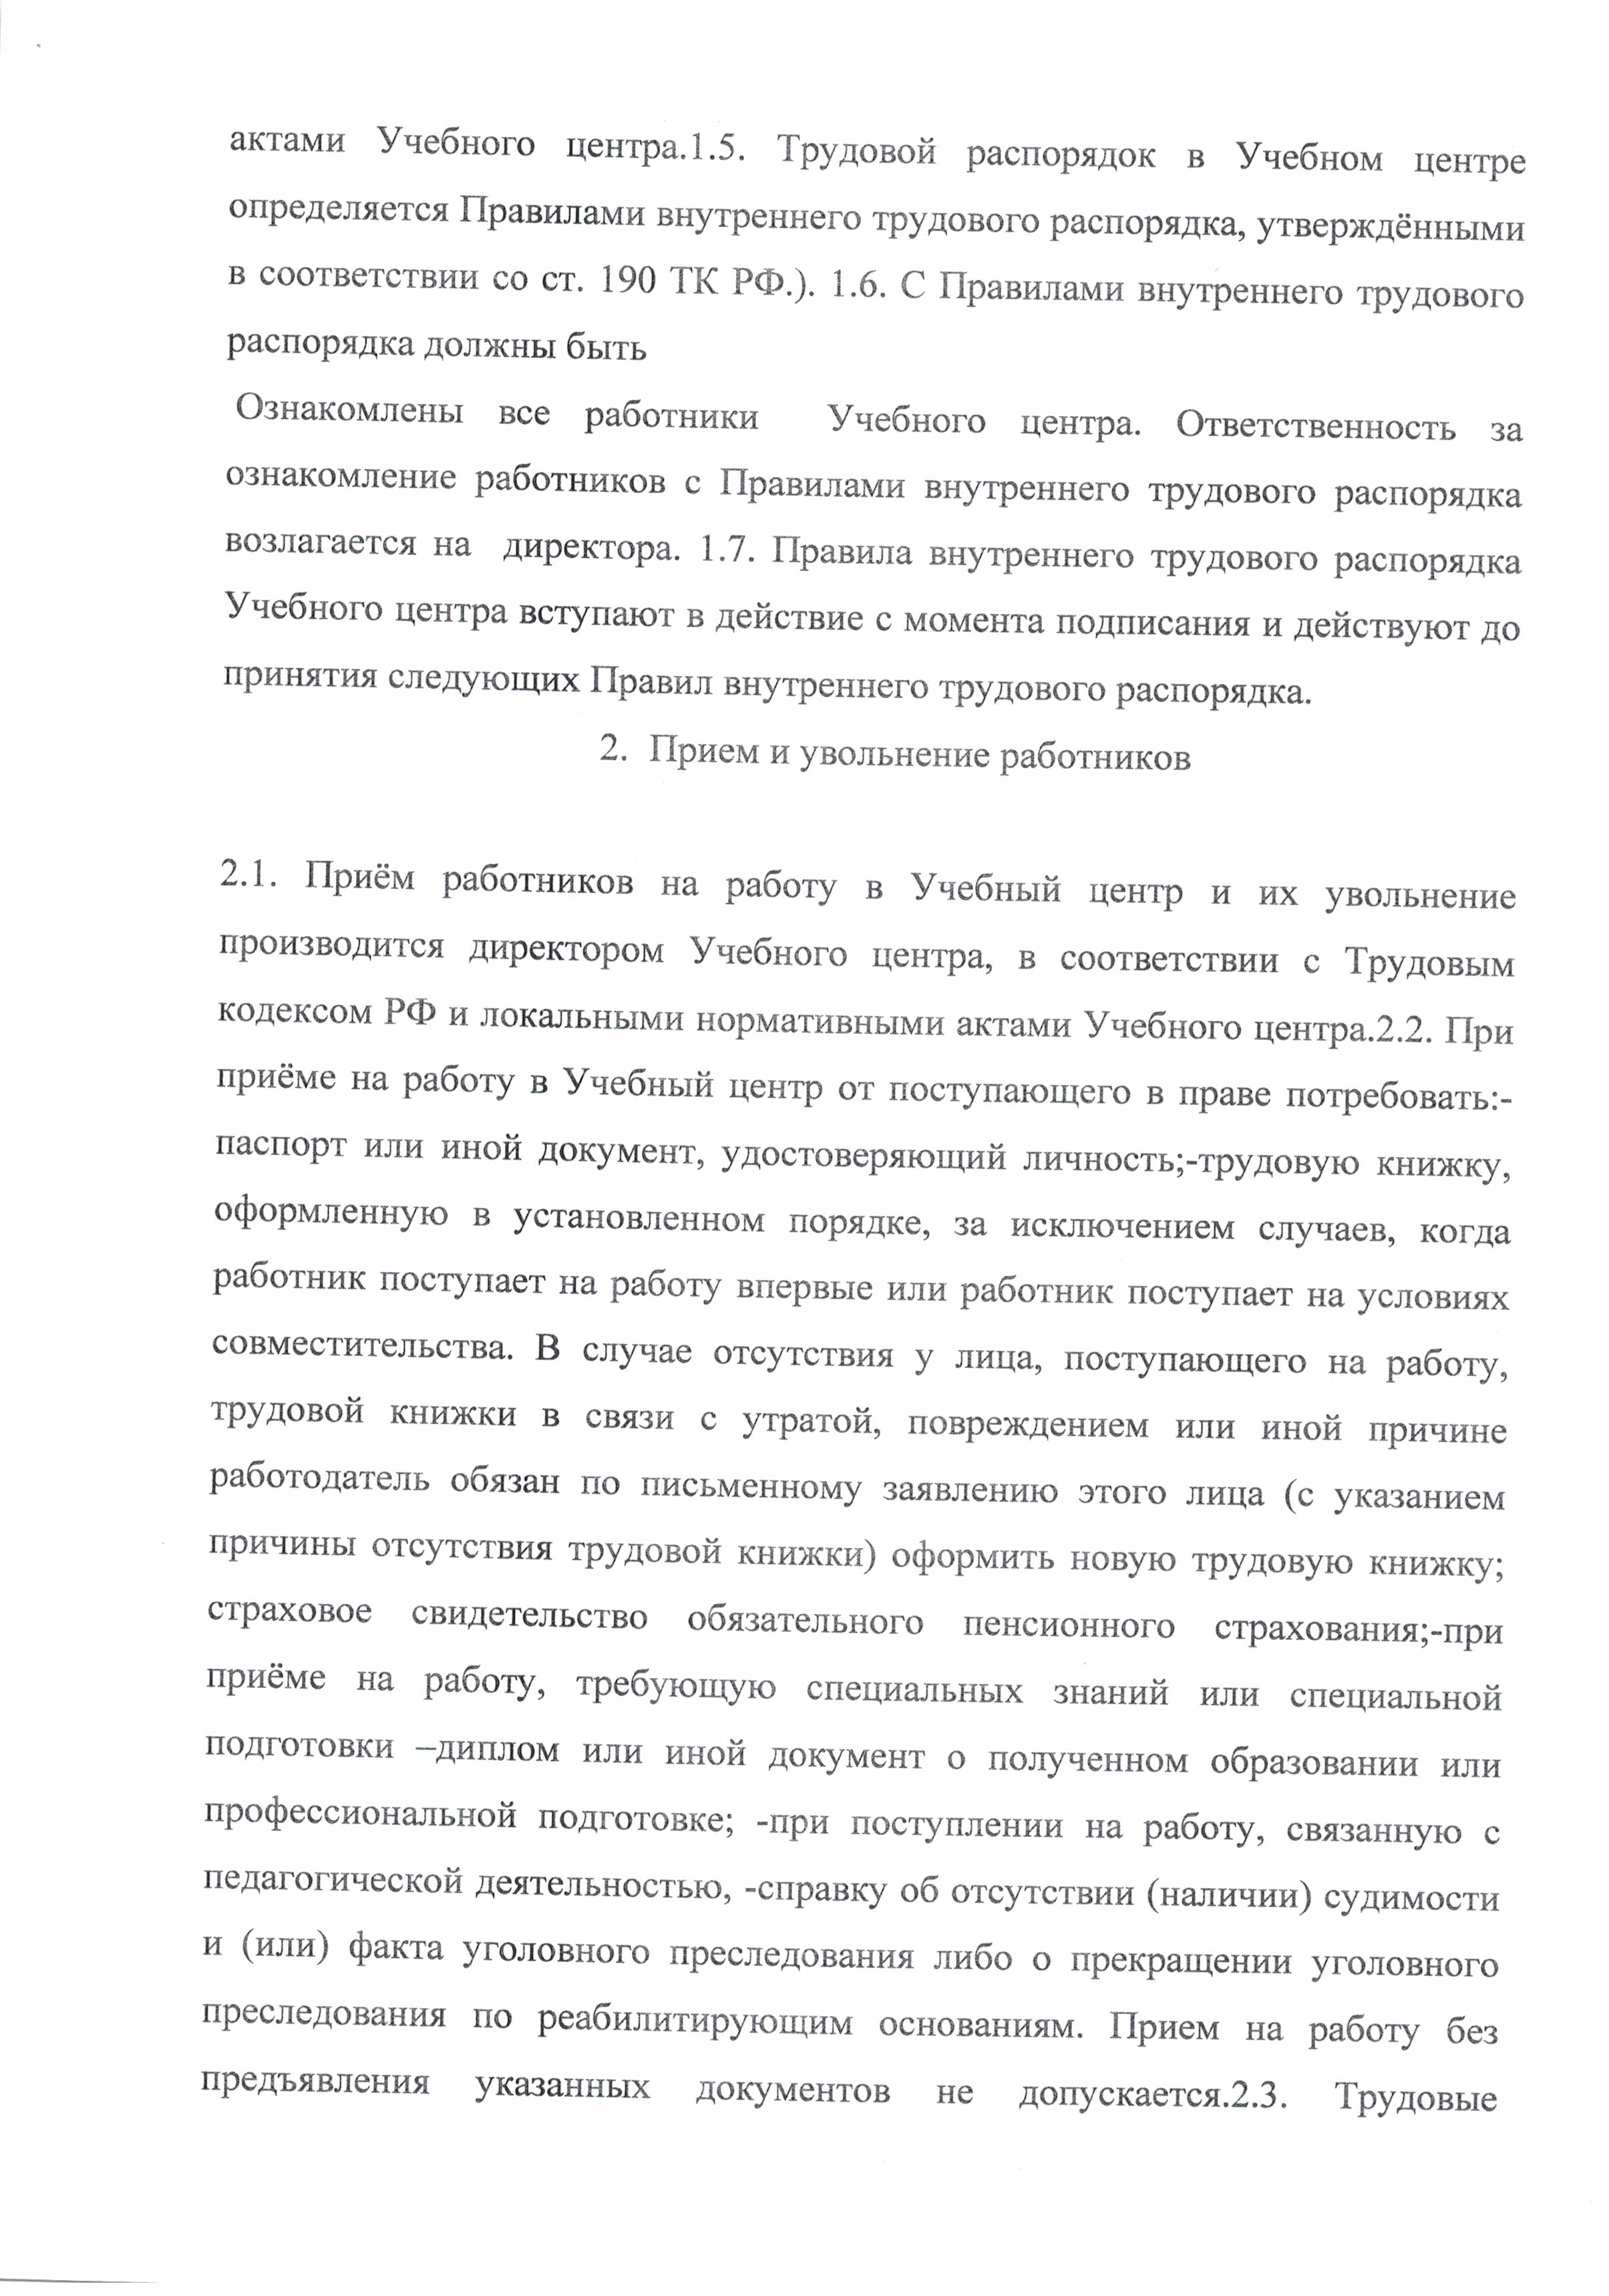 актами Учебного центра.1.5. Трудовой распорядок в Учебном центре
определяется Правилами внутреннего трудового распорядка, утверждёнными
в соответствии со ст. 190 ТК РФ.). 1.6. С Правилами внутреннего трудового
распорядка должны быть
Ознакомлены все работники Учебного центра. Ответственность за
ознакомление работников с Правилами внутреннего трудового распорядка
возлагается на директора. 1.7. Правила внутреннего трудового распорядка
Учебного центра вступают в действие с момента подписания и действуют до
принятия следующих Правил внутреннего трудового распорядка.
2. Прием и увольнение работников
2.1. Приём работников на работу в Учебный центр и их увольнение
производится директором Учебного центра, в соответствии с Трудовым
кодексом РФ и локальными нормативными актами Учебного центра.2.2. При
приёме на работу в Учебный центр от поступающего в праве потребовать:-
паспорт или иной документ, удостоверяющий личность;-трудовую книжку,
оформленную в установленном порядке, за исключением случаев, когда
работник поступает на работу впервые или работник поступает на условиях
совместительства. В случае отсутствия у лица, поступающего на работу,
трудовой книжки в связи с утратой, повреждением или иной причине
работодатель обязан по письменному заявлению этого лица (с указанием
причины отсутствия трудовой книжки) оформить новую трудовую книжку;
страховое свидетельство обязательного пенсионного страхования;-при
приёме на работу, требующую специальных знаний или специальной
подготовки –диплом или иной документ о полученном образовании или
профессиональной подготовке; -при поступлении на работу, связанную с
педагогической деятельностью, -справку об отсутствии (наличии) судимости
и (или) факта уголовного преследования либо о прекращении уголовного
преследования по реабилитирующим основаниям. Прием на работу без
предъявления указанных документов не допускается.2.3. Трудовые